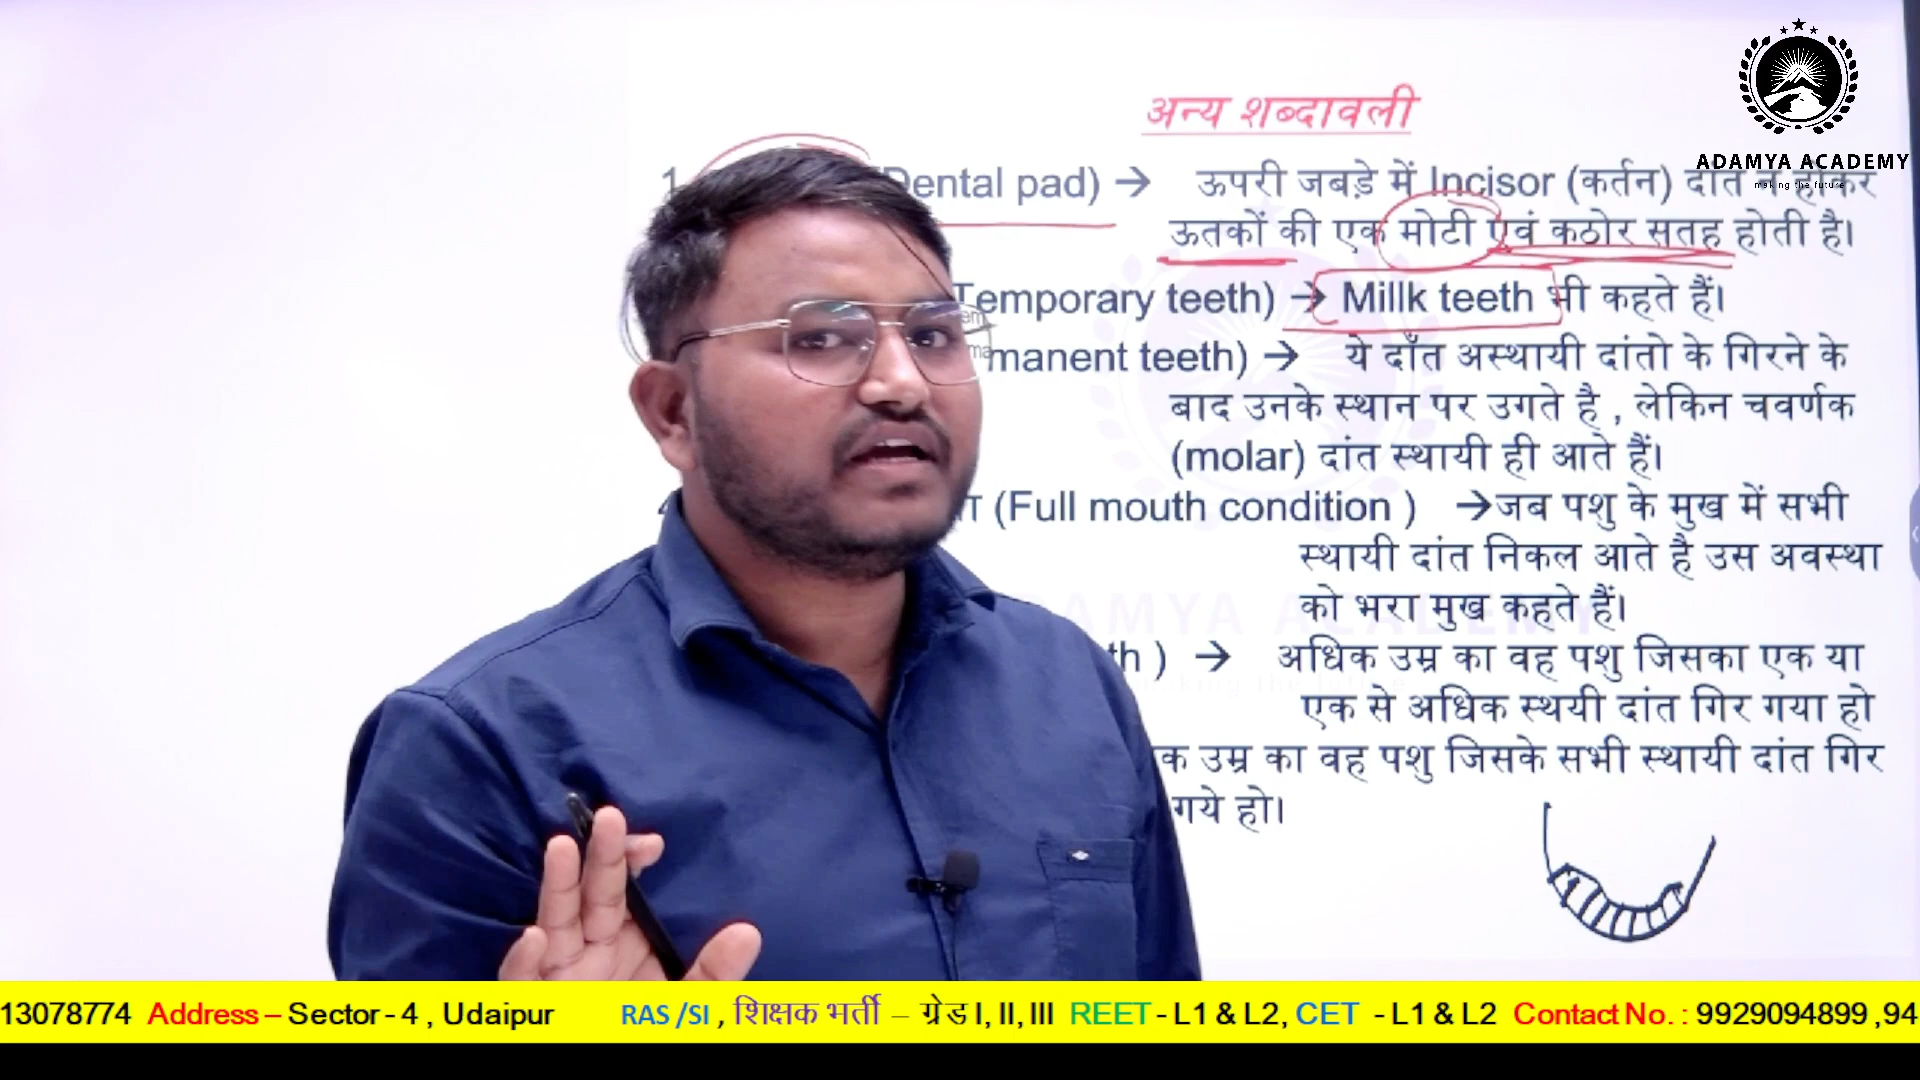 ADAMYA ACADEMY
making the future
अन्य शब्दावली
1. Dental pad) → ऊपरी जबड़े में Incisor (कर्तन) दांत न होकर
ऊतकों की एक मोटी एवं कठोर सतह होती है।
Temporary teeth) → Millk teeth भी कहते हैं।
manent teeth) → ये दाँत अस्थायी दांतो के गिरने के
बाद उनके स्थान पर उगते है , लेकिन चवर्णक
(molar) दांत स्थायी ही आते हैं।
(Full mouth condition ) →जब पशु के मुख में सभी
स्थायी दांत निकल आते है उस अवस्था
को भरा मुख कहते हैं।
th ) → अधिक उम्र का वह पशु जिसका एक या
एक से अधिक स्थयी दांत गिर गया हो
क उम्र का वह पशु जिसके सभी स्थायी दांत गिर
गये हो।
13078774 Address – Sector - 4 , Udaipur RAS /SI , शिक्षक भर्ती – ग्रेड I, II, III REET - L1 & L2, CET - L1 & L2 Contact No. : 9929094899 ,94